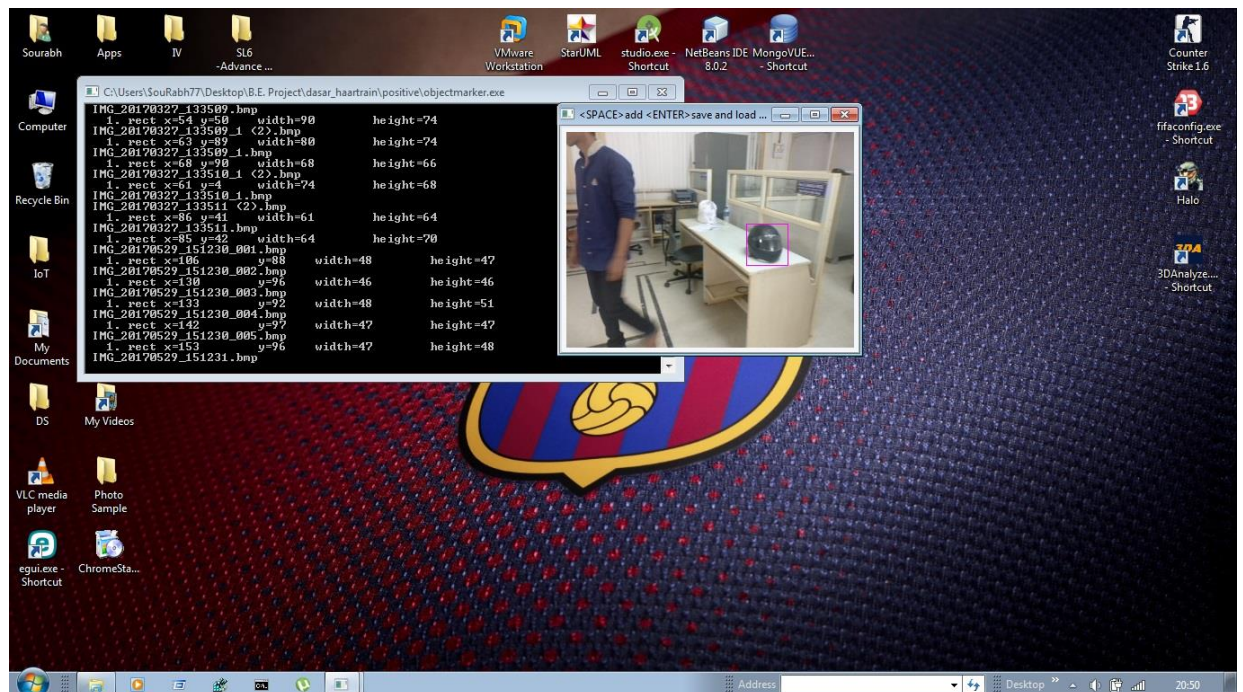 Sourabh
Apps
IV
SL6
-Advance ...
VMware
Workstation
StarUML
studio.exe -
Shortcut
NetBeans IDE
8.0.2
MongoVUE...
- Shortcut
Counter
Strike 1.6
Computer
Recycle Bin
IoT
My
Documents
DS
My Videos
VLC media
player
Photo
Sample
egui.exe -
Shortcut
ChromeSta...
fifaconfig.exe
- Shortcut
Halo
3DAnalyze....
- Shortcut
C:\Users\$ouRabh77\Desktop\B.E. Project\dasar_haartrain\positive\objectmarker.exe
IMG_20170327_133509.bmp
1. rect x=54 y=50 width=90 height=74
IMG_20170327_133509_1 (2).bmp
1. rect x=63 y=89 width=80 height=74
IMG_20170327_133509_1.bmp
1. rect x=68 y=90 width=68 height=66
IMG_20170327_133510_1 (2).bmp
1. rect x=61 y=4 width=74 height=68
IMG_20170327_133510_1.bmp
IMG_20170327_133511 (2).bmp
1. rect x=86 y=41 width=61 height=64
IMG_20170327_133511.bmp
1. rect x=85 y=42 width=64 height=70
IMG_20170529_151230_001.bmp
1. rect x=106 y=88 width=48 height=47
IMG_20170529_151230_002.bmp
1. rect x=130 y=96 width=46 height=46
IMG_20170529_151230_003.bmp
1. rect x=133 y=92 width=48 height=51
IMG_20170529_151230_004.bmp
1. rect x=142 y=97 width=47 height=47
IMG_20170529_151230_005.bmp
1. rect x=153 y=96 width=47 height=48
IMG_20170529_151231.bmp
<SPACE>add <ENTER>save and load ...
Address
Desktop
20:50